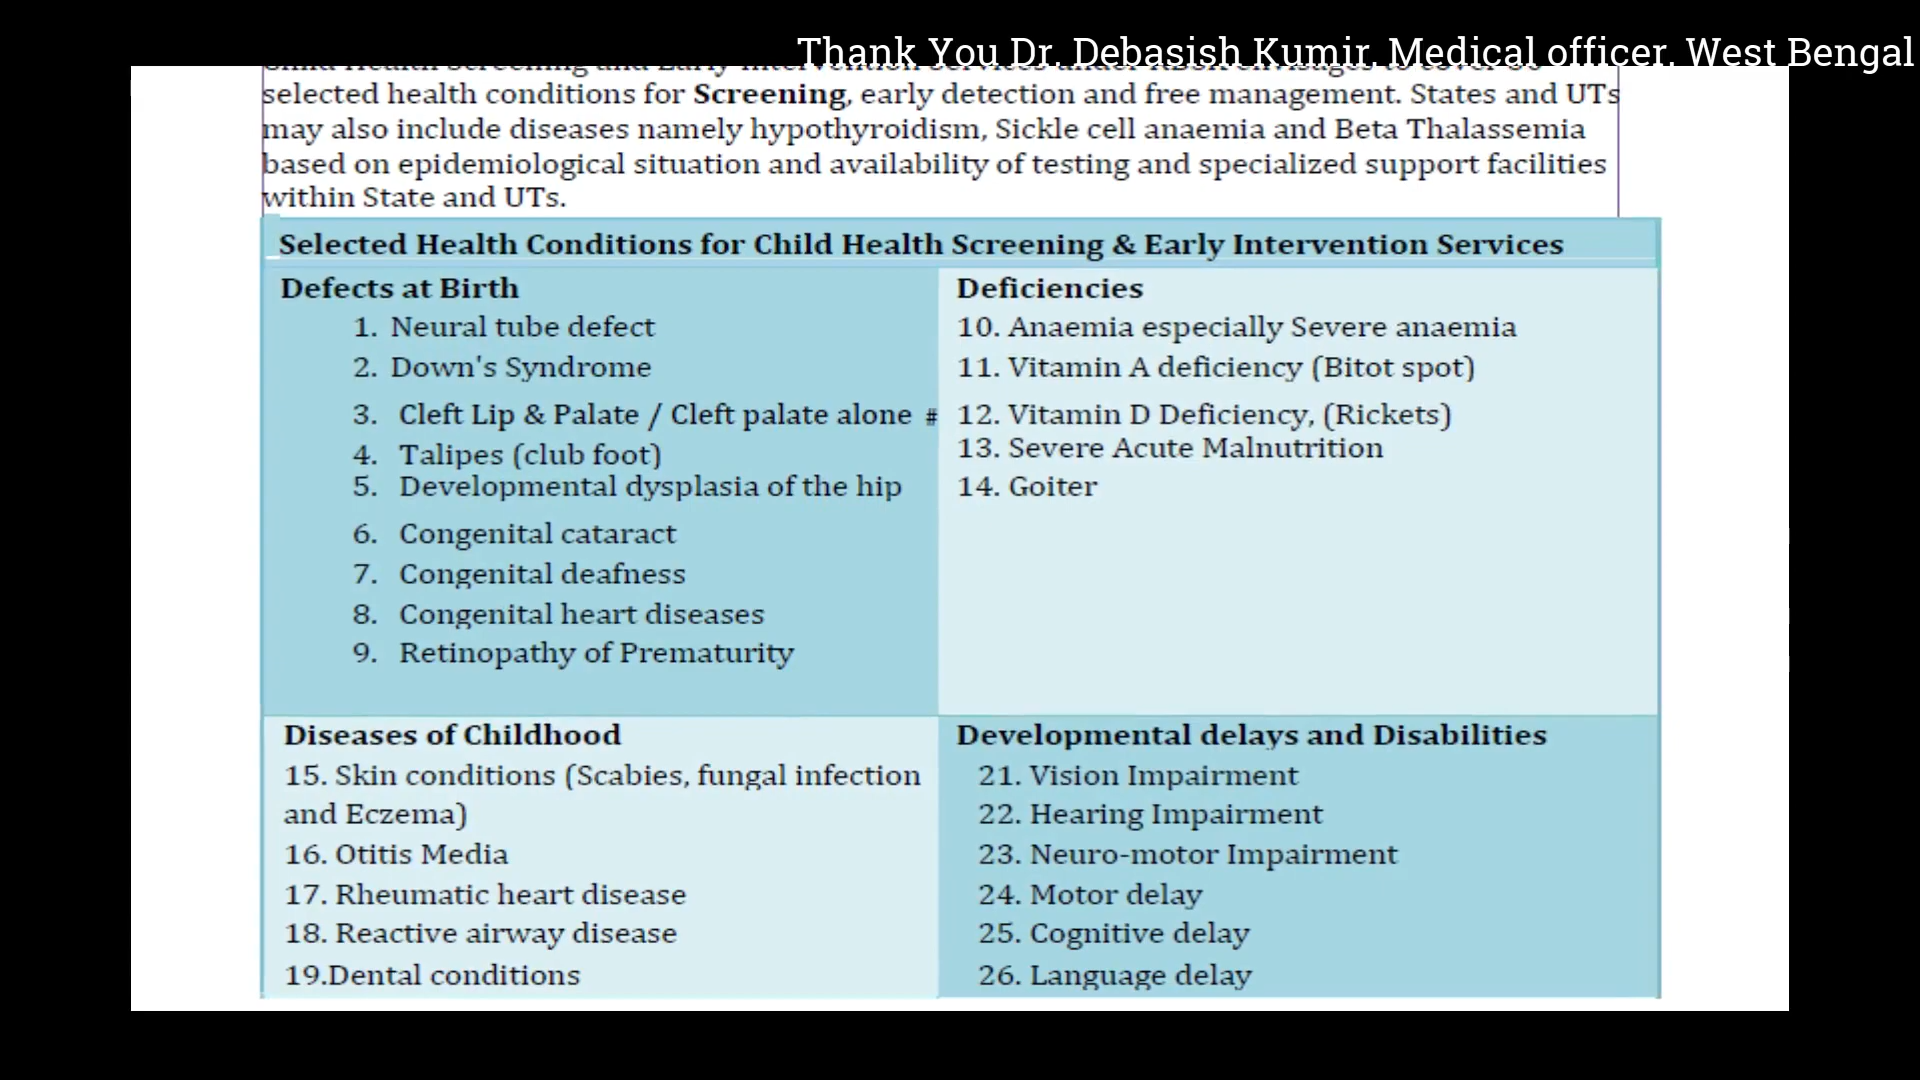 Thank You Dr. Debasish Kumir, Medical officer, West Bengal
selected health conditions for Screening, early detection and free management. States and UTs
may also include diseases namely hypothyroidism, Sickle cell anaemia and Beta Thalassemia
based on epidemiological situation and availability of testing and specialized support facilities
within State and UTs.
Selected Health Conditions for Child Health Screening & Early Intervention Services
Defects at Birth
1. Neural tube defect
2. Down's Syndrome
3. Cleft Lip & Palate / Cleft palate alone #
4. Talipes (club foot)
5. Developmental dysplasia of the hip
6. Congenital cataract
7. Congenital deafness
8. Congenital heart diseases
9. Retinopathy of Prematurity
Deficiencies
10. Anaemia especially Severe anaemia
11. Vitamin A deficiency (Bitot spot)
12. Vitamin D Deficiency, (Rickets)
13. Severe Acute Malnutrition
14. Goiter
Diseases of Childhood
15. Skin conditions (Scabies, fungal infection
and Eczema)
16. Otitis Media
17. Rheumatic heart disease
18. Reactive airway disease
19.Dental conditions
Developmental delays and Disabilities
21. Vision Impairment
22. Hearing Impairment
23. Neuro-motor Impairment
24. Motor delay
25. Cognitive delay
26. Language delay